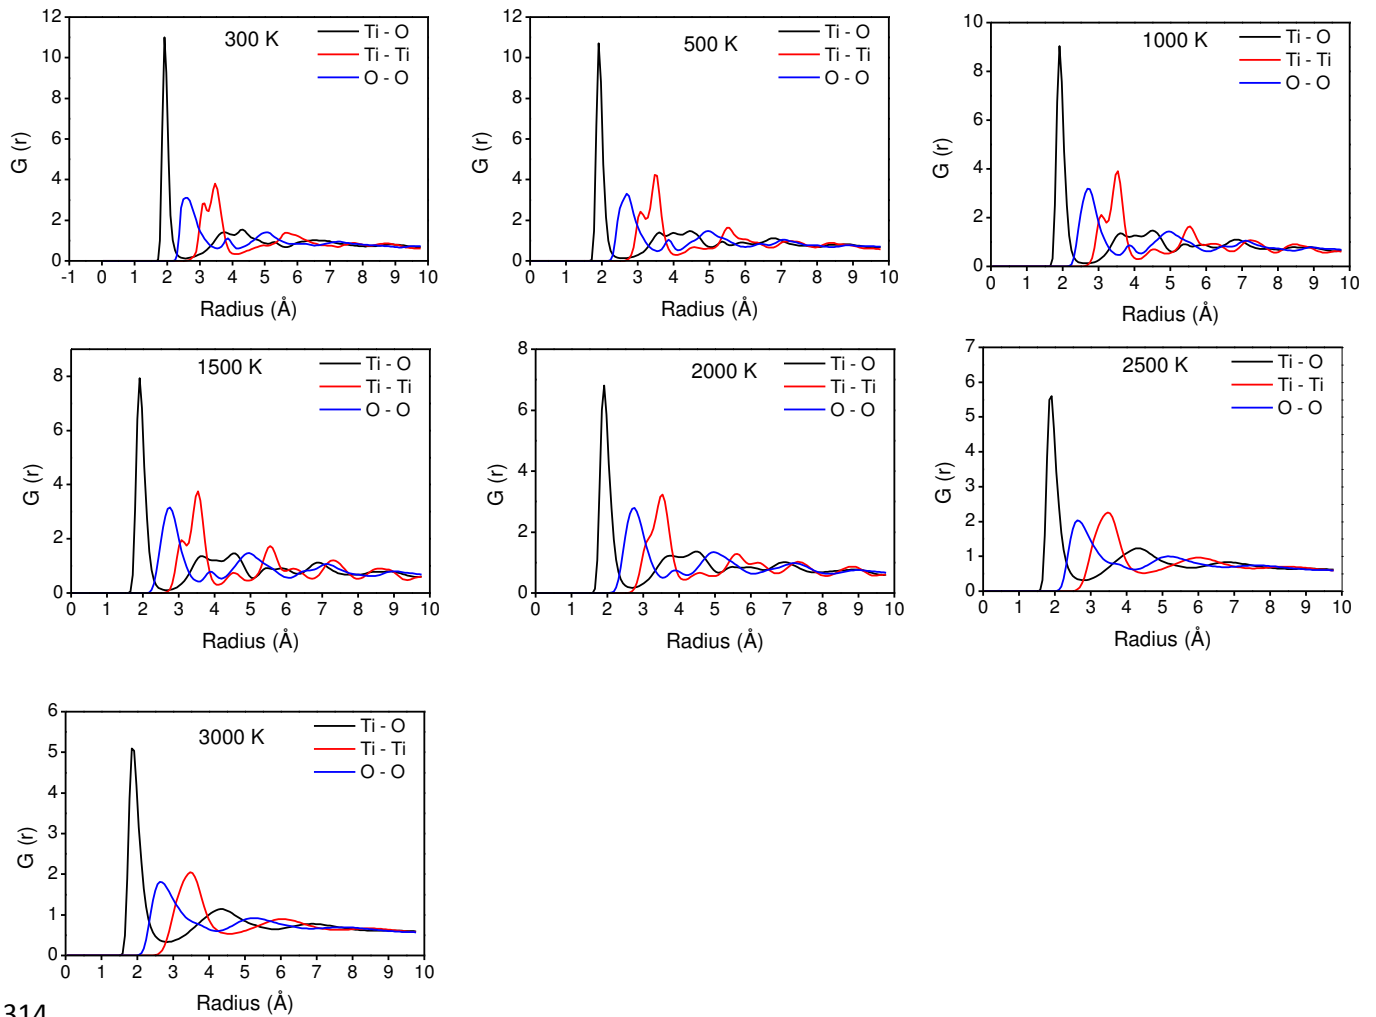 300 K
Ti - O
Ti - Ti
O - O
12
10
8
6
4
2
0
G (r)
-1 0 1 2 3 4 5 6 7 8 9 10
Radius (Å)
500 K
Ti - O
Ti - Ti
O - O
12
10
8
6
4
2
0
G (r)
0 1 2 3 4 5 6 7 8 9 10
Radius (Å)
1000 K
Ti - O
Ti - Ti
O - O
10
8
6
4
2
0
G (r)
0 1 2 3 4 5 6 7 8 9 10
Radius (Å)
1500 K
Ti - O
Ti - Ti
O - O
8
6
4
2
0
G (r)
0 1 2 3 4 5 6 7 8 9 10
Radius (Å)
2000 K
Ti - O
Ti - Ti
O - O
8
6
4
2
0
G (r)
0 1 2 3 4 5 6 7 8 9 10
Radius (Å)
2500 K
Ti - O
Ti - Ti
O - O
7
6
5
4
3
2
1
0
G (r)
0 1 2 3 4 5 6 7 8 9 10
Radius (Å)
3000 K
Ti - O
Ti - Ti
O - O
6
5
4
3
2
1
0
G (r)
0 1 2 3 4 5 6 7 8 9 10
Radius (Å)
314